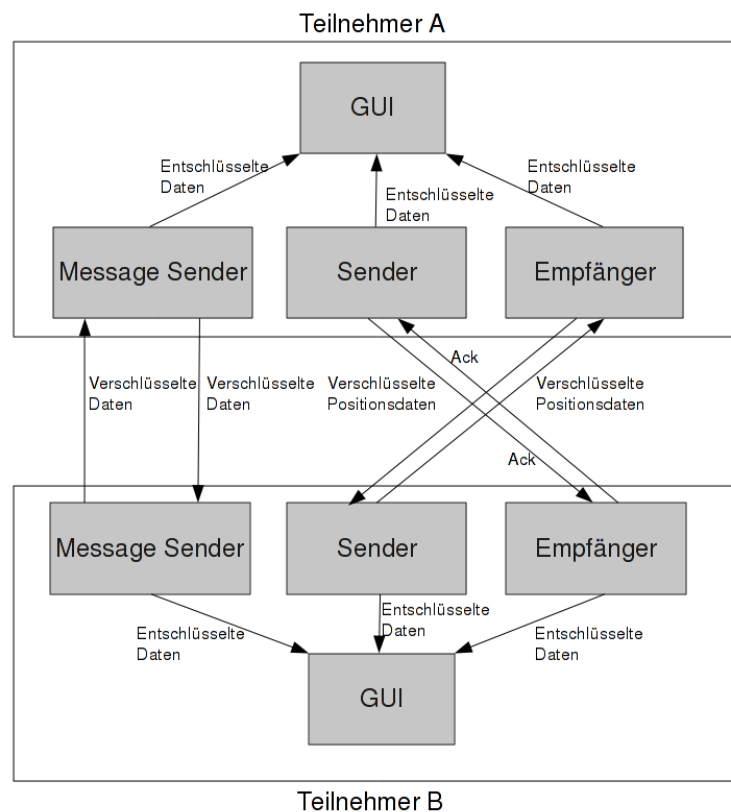 Teilnehmer A
GUI
Entschlüsselte
Daten
Entschlüsselte
Daten
Entschlüsselte
Daten
Message Sender
Sender
Empfänger
Ack
Verschlüsselte
Daten
Verschlüsselte
Daten
Verschlüsselte
Positionsdaten
Verschlüsselte
Positionsdaten
Ack
Message Sender
Sender
Empfänger
Entschlüsselte
Daten
Entschlüsselte
Daten
Entschlüsselte
Daten
GUI
Teilnehmer B